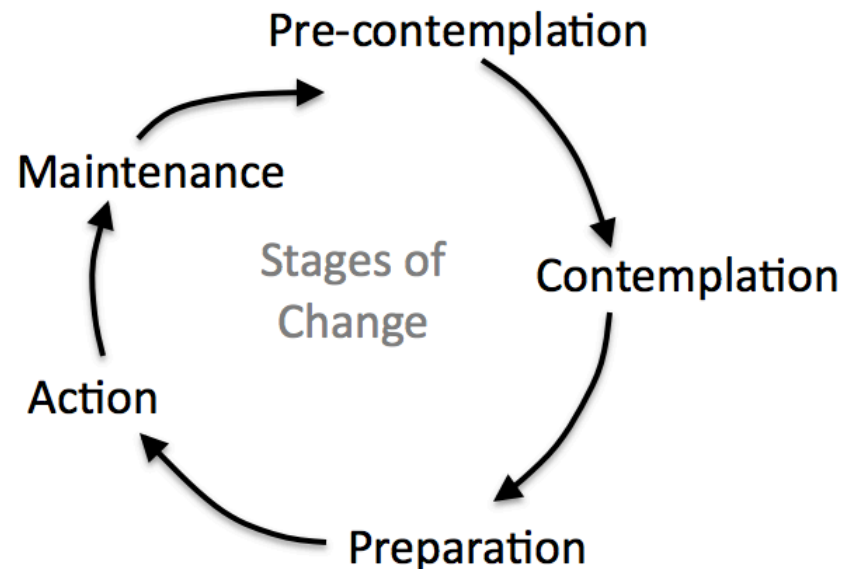 Pre-contemplation
Maintenance
Stages of
Change
Contemplation
Action
Preparation